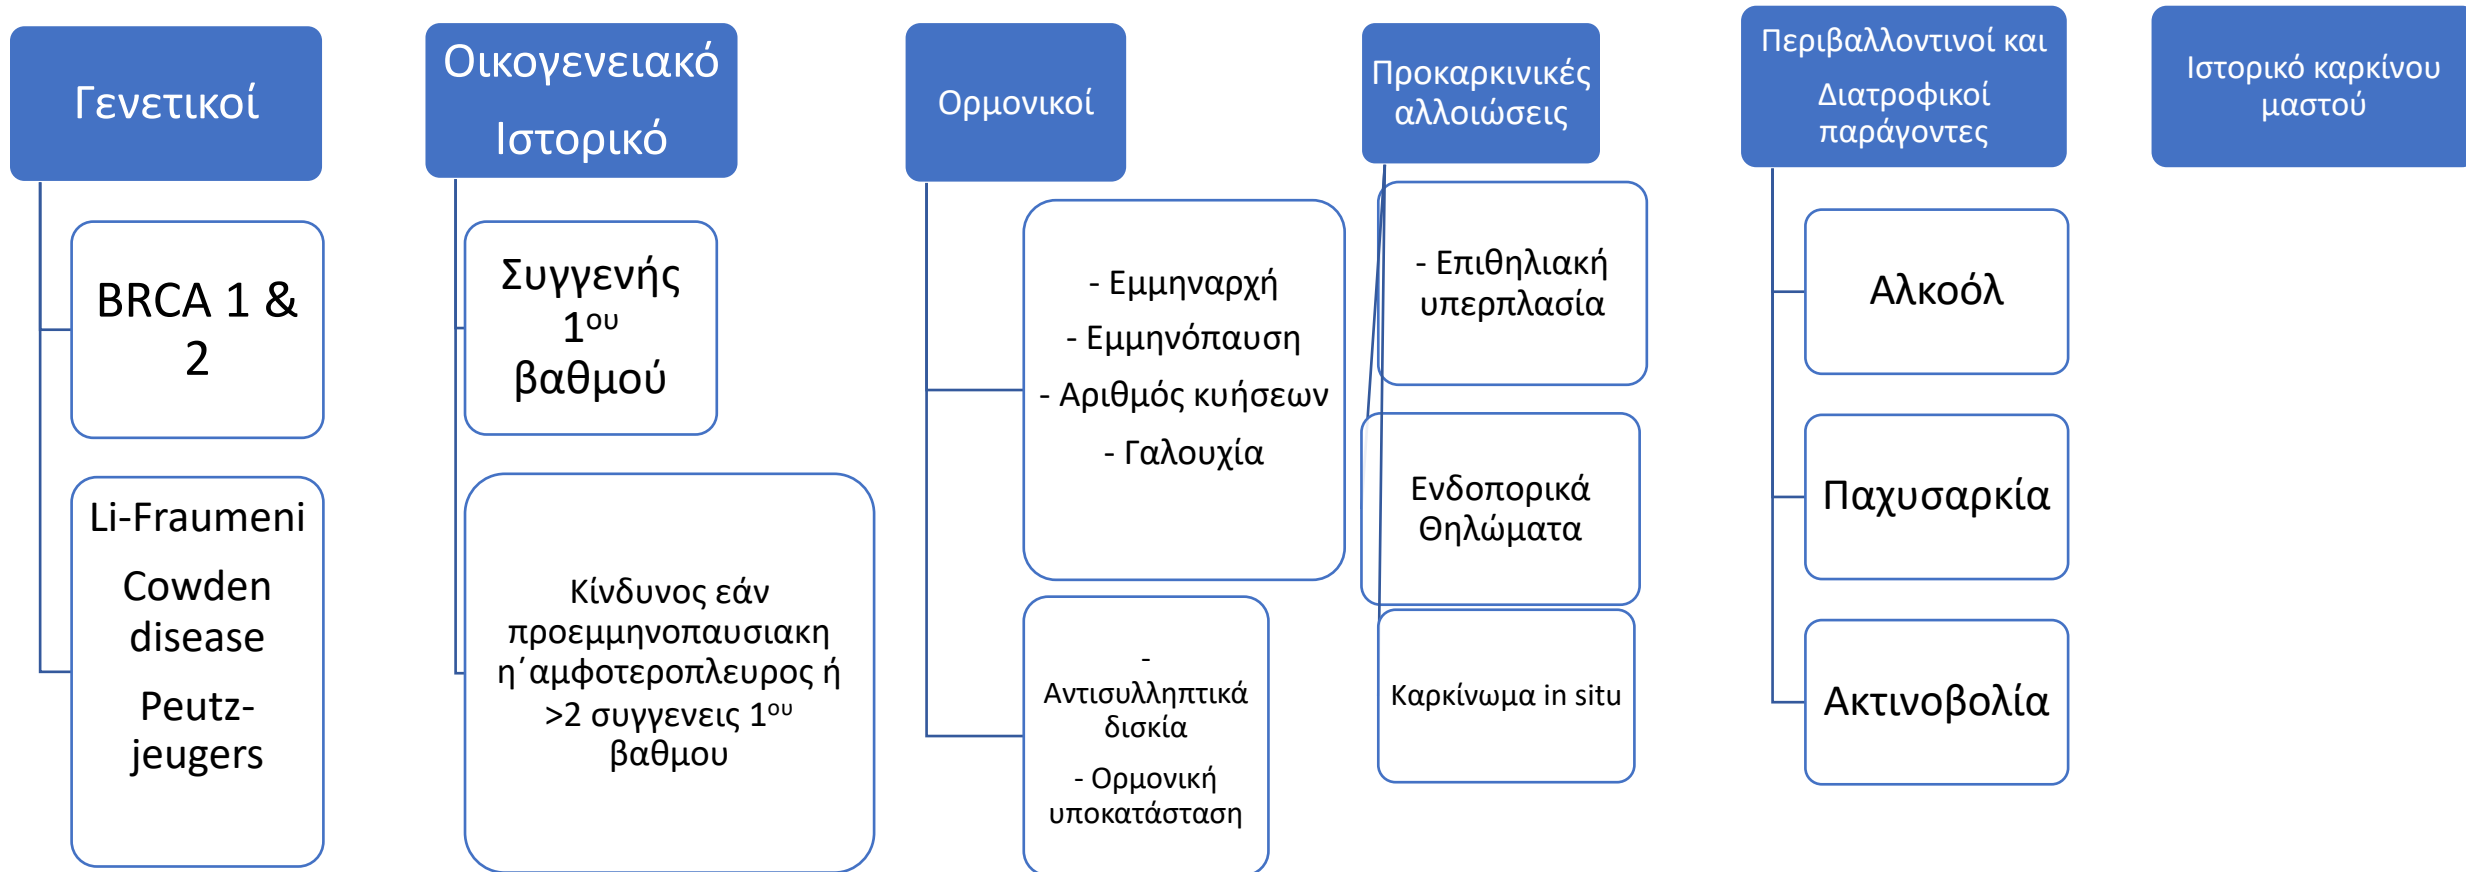 Γενετικοί
BRCA 1 &
2
Li-Fraumeni
Cowden
disease
Peutz-
jeugers
Οικογενειακό
Ιστορικό
Συγγενής
1ου
βαθμού
Κίνδυνος εάν
προεμμηνοπαυσιακη
η΄αμφοτεροπλευρος ή
>2 συγγενεις 1ου
βαθμου
Ορμονικοί
- Εμμηναρχή
- Εμμηνόπαυση
- Αριθμός κυήσεων
- Γαλουχία
-
Αντισυλληπτικά
δισκία
- Ορμονική
υποκατάσταση
Προκαρκινικές
αλλοιώσεις
- Επιθηλιακή
υπερπλασία
Ενδοπορικά
Θηλώματα
Καρκίνωμα in situ
Περιβαλλοντινοί και
Διατροφικοί
παράγοντες
Αλκοόλ
Παχυσαρκία
Ακτινοβολία
Ιστορικό καρκίνου
μαστού